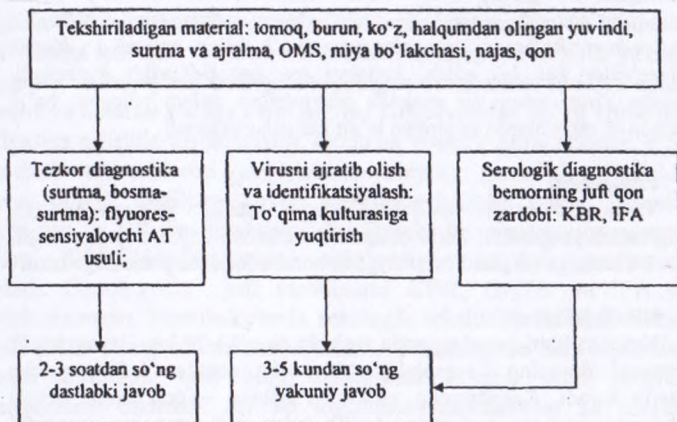 Tekshiriladigan material: tomoq, burun, ko‘z, halqumdan olingan yuvindi,
surtma va ajralma, OMS, miya bo‘lakchasi, najas, qon
Tezkor diagnostika
(surtma, bosma-
surtma): flyuores-
sensiyalovchi AT
usuli;
Virusni ajratib olish
va identifikatsiyalash:
To‘qima kulturasiga
yuqtirish
Serologik diagnostika
bemorning juft qon
zardobi: KBR, IFA
2-3 soatdan so‘ng
dastlabki javob
3-5 kundan so‘ng
yakuniy javob